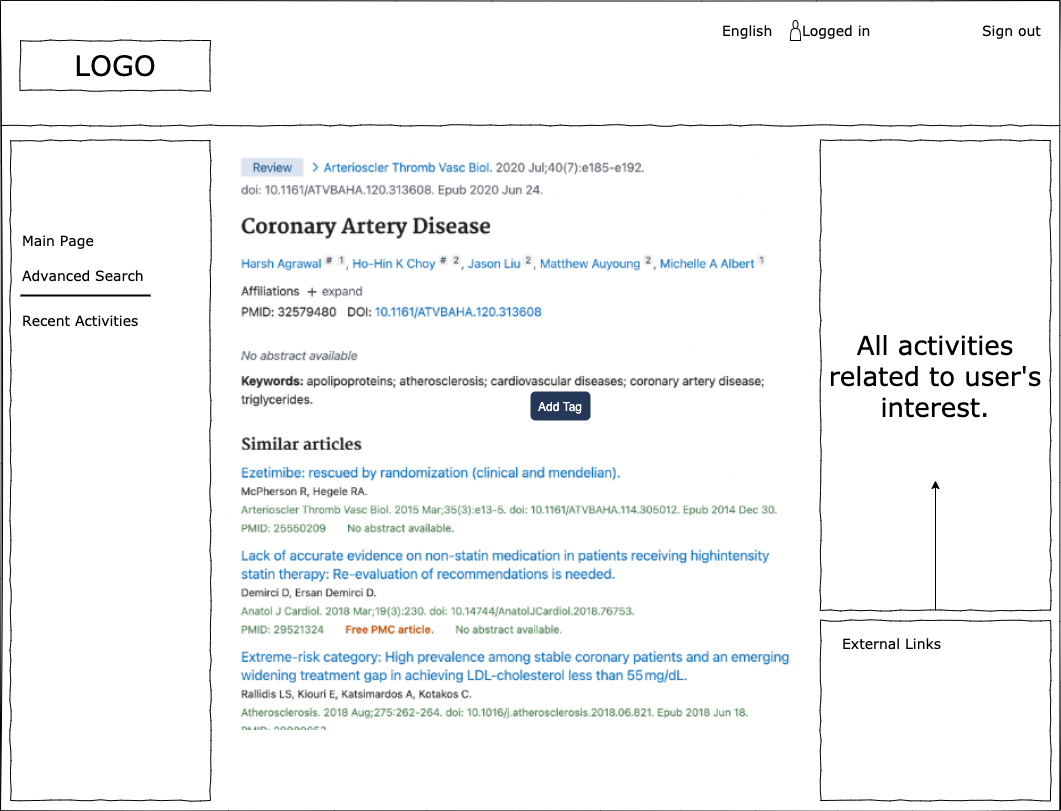 English Logged in Sign out
LOGO
Main Page
Advanced Search
Recent Activities
Review > Arterioscler Thromb Vasc Biol. 2020 Jul;40(7):e185-e192.
doi: 10.1161/ATVBAHA.120.313608. Epub 2020 Jun 24.
Coronary Artery Disease
Harsh Agrawal # 1, Ho-Hin K Choy # 2, Jason Liu 2, Matthew Auyoung 2, Michelle A Albert 1
Affiliations + expand
PMID: 32579480 DOI: 10.1161/ATVBAHA.120.313608
No abstract available
Keywords: apolipoproteins; atherosclerosis; cardiovascular diseases; coronary artery disease;
triglycerides.
Add Tag
Similar articles
Ezetimibe: rescued by randomization (clinical and mendelian).
McPherson R, Hegele RA.
Arterioscler Thromb Vasc Biol. 2015 Mar;35(3):e13-5. doi: 10.1161/ATVBAHA.114.305012. Epub 2014 Dec 30.
PMID: 25550209 No abstract available.
Lack of accurate evidence on non-statin medication in patients receiving highintensity
statin therapy: Re-evaluation of recommendations is needed.
Demirci D, Ersan Demirci D.
Anatol J Cardiol. 2018 Mar;19(3):230. doi: 10.14744/AnatolJCardiol.2018.76753.
PMID: 29521324 Free PMC article. No abstract available.
Extreme-risk category: High prevalence among stable coronary patients and an emerging
widening treatment gap in achieving LDL-cholesterol less than 55 mg/dL.
Rallidis LS, Kiouri E, Katsimardos A, Kotakos C.
Atherosclerosis. 2018 Aug;275:262-264. doi: 10.1016/j.atherosclerosis.2018.06.821. Epub 2018 Jun 18.
All activities
related to user's
interest.
External Links